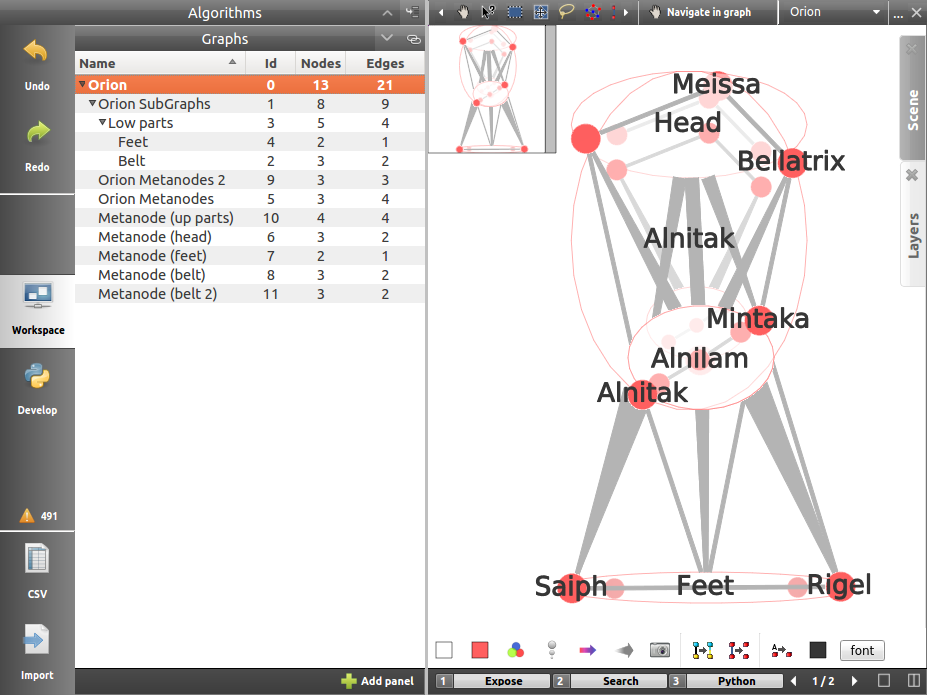 Algorithms
Navigate in graph
Orion
...
Graphs
Undo
Redo
Workspace
Develop
491
CSV
Import
Name Id Nodes Edges
Orion 0 13 21
Orion SubGraphs 1 8 9
Low parts 3 5 4
Feet 4 2 1
Belt 2 3 2
Orion Metanodes 2 9 3 3
Orion Metanodes 5 3 4
Metanode (up parts) 10 4 4
Metanode (head) 6 3 2
Metanode (feet) 7 2 1
Metanode (belt) 8 3 2
Metanode (belt 2) 11 3 2
Add panel
Meissa
Head
Bellatrix
Alnitak
Mintaka
Alnilam
Alnitak
Saiph
Feet
Rigel
Scene
Layers
font
1 Expose 2 Search 3 Python 1 / 2